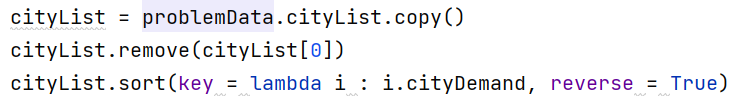 cityList = problemData.cityList.copy()
cityList.remove(cityList[0])
cityList.sort(key = lambda i : i.cityDemand, reverse = True)